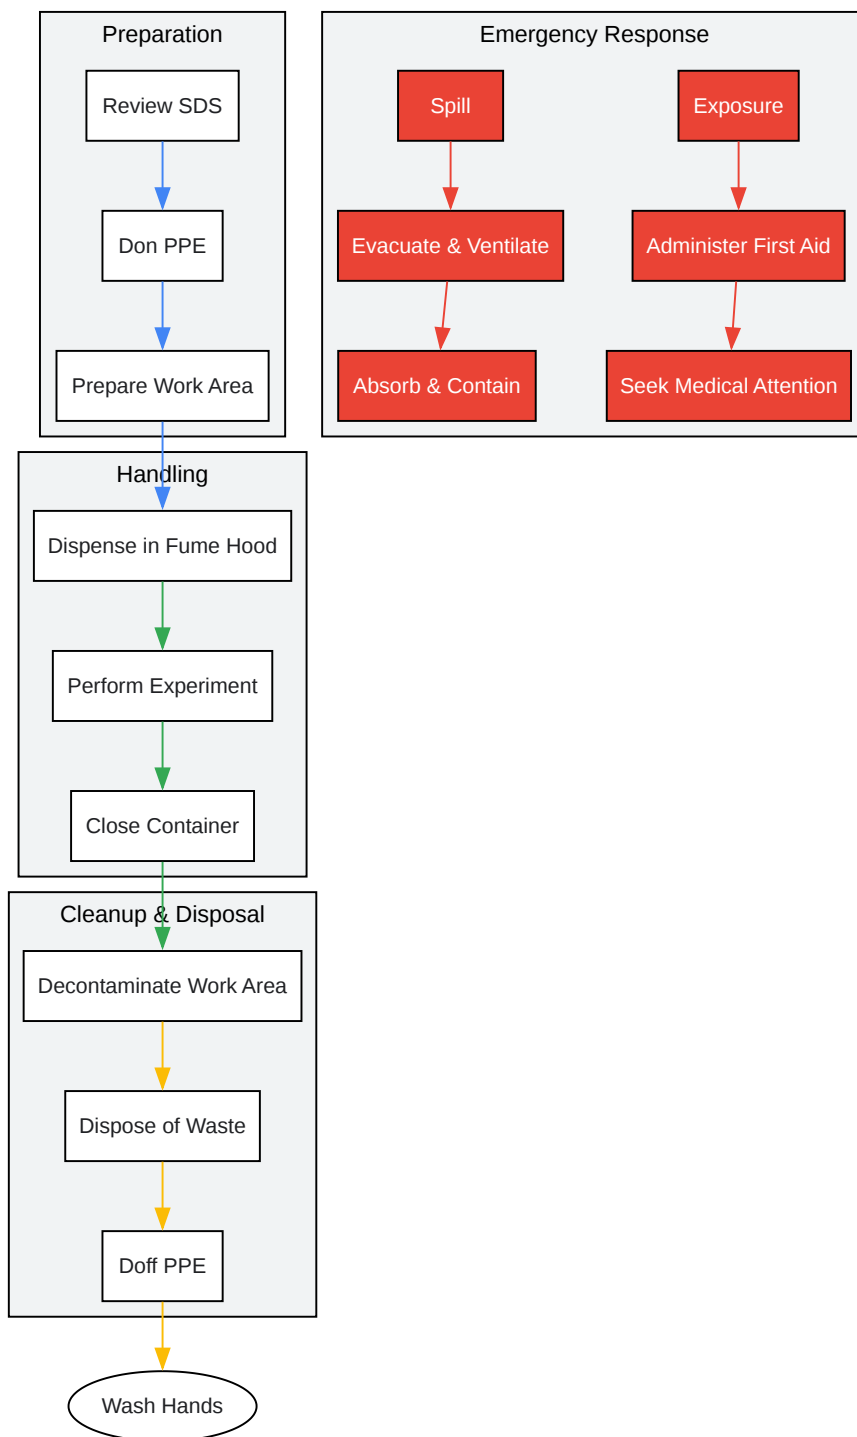 Preparation
Review SDS
Don PPE
Prepare Work Area
Handling
Dispense in Fume Hood
Perform Experiment
Close Container
Cleanup & Disposal
Decontaminate Work Area
Dispose of Waste
Doff PPE
Wash Hands
Emergency Response
Spill
Evacuate & Ventilate
Absorb & Contain
Exposure
Administer First Aid
Seek Medical Attention